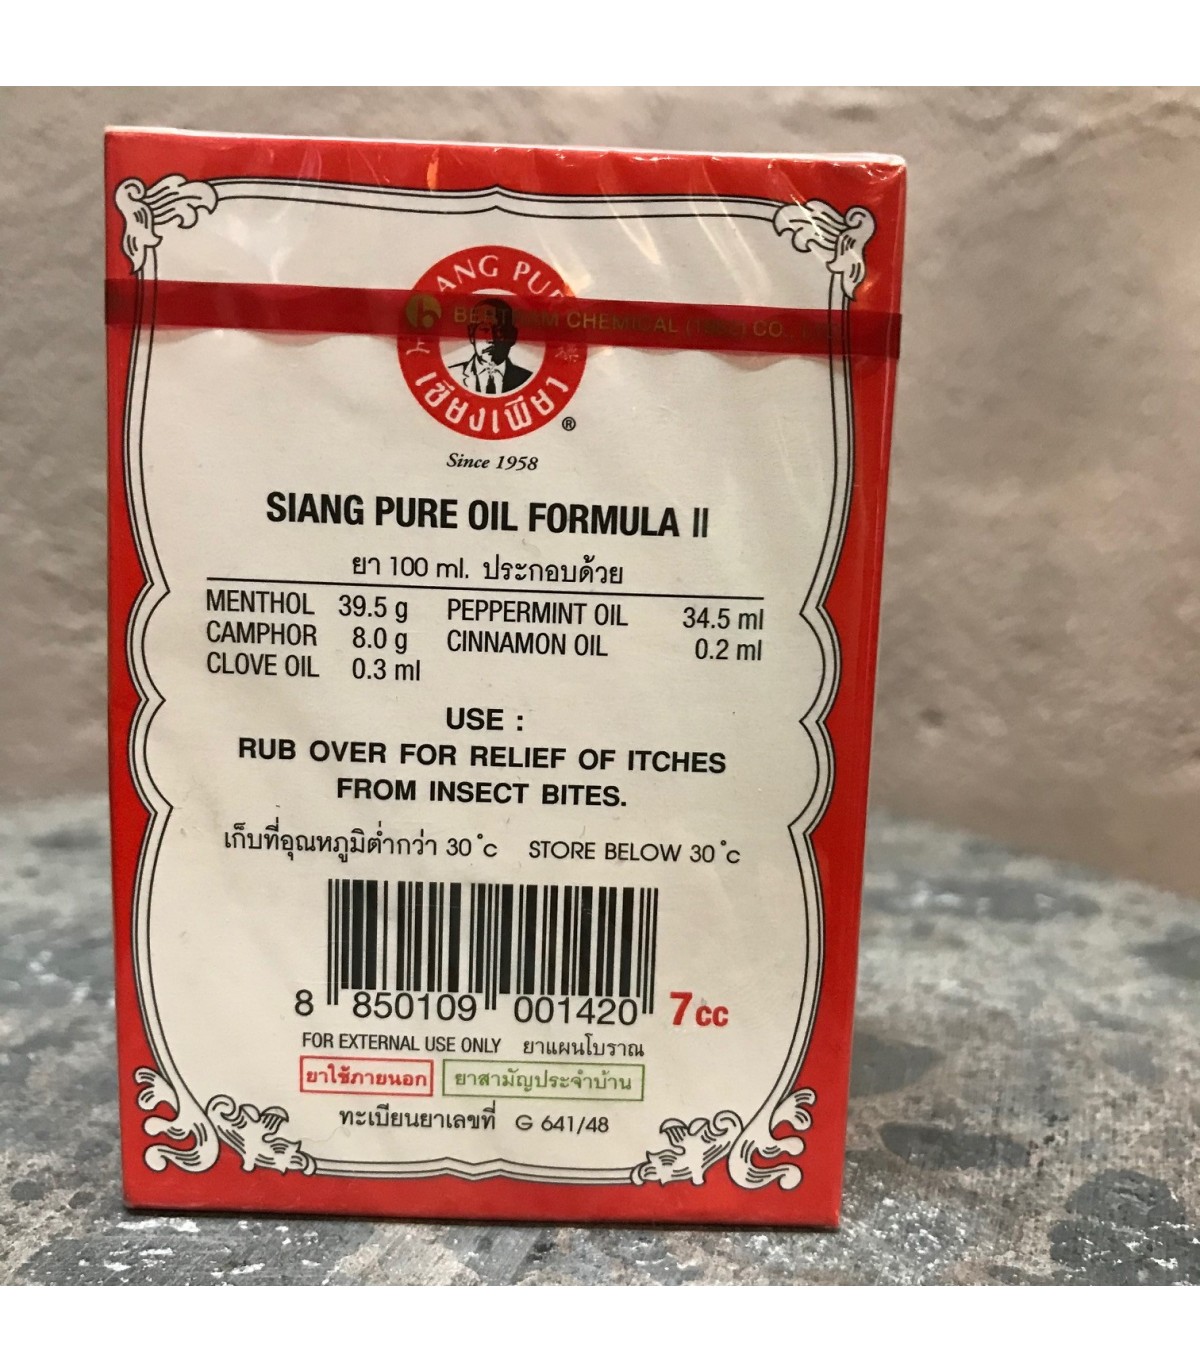 ANG PUR
BERTRAM CHEMICAL (1982) CO., LTD
เซียงเพียว
®
Since 1958
SIANG PURE OIL FORMULA II
ยา 100 ml. ประกอบด้วย
MENTHOL 39.5 g PEPPERMINT OIL 34.5 ml
CAMPHOR 8.0 g CINNAMON OIL 0.2 ml
CLOVE OIL 0.3 ml
USE :
RUB OVER FOR RELIEF OF ITCHES
FROM INSECT BITES.
เก็บที่อุณหภูมิต่ำกว่า 30 °c STORE BELOW 30 °c
8 850109 001420 7 cc
FOR EXTERNAL USE ONLY ยาแผนโบราณ
ยาใช้ภายนอก ยาสามัญประจำบ้าน
ทะเบียนยาเลขที่ G 641/48